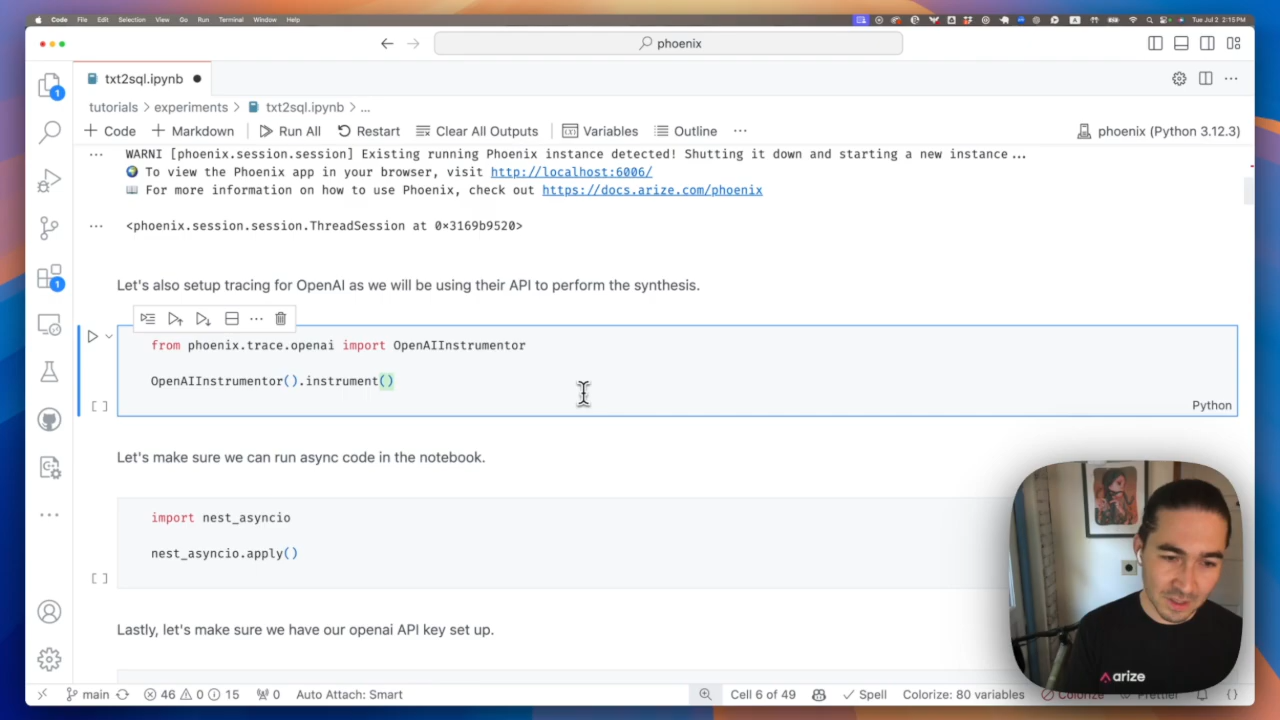 Code File Edit Selection View Go Run Terminal Window Help Tue Jul 2 2:15 PM
phoenix
txt2sql.ipynb
tutorials > experiments > txt2sql.ipynb > ...
+ Code + Markdown Run All Restart Clear All Outputs Variables Outline ... phoenix (Python 3.12.3)
WARNI [phoenix.session.session] Existing running Phoenix instance detected! Shutting it down and starting a new instance...
To view the Phoenix app in your browser, visit http://localhost:6006/
For more information on how to use Phoenix, check out https://docs.arize.com/phoenix
<phoenix.session.session.ThreadSession at 0×3169b9520>
Let's also setup tracing for OpenAI as we will be using their API to perform the synthesis.
from phoenix.trace.openai import OpenAIInstrumentor
OpenAIInstrumentor().instrument()
[ ]
Python
Let's make sure we can run async code in the notebook.
import nest_asyncio
nest_asyncio.apply()
[ ]
Lastly, let's make sure we have our openai API key set up.
arize
main 46 0 15 0 Auto Attach: Smart Cell 6 of 49 Spell Colorize: 80 variables Colorize Prettier {}
1
1